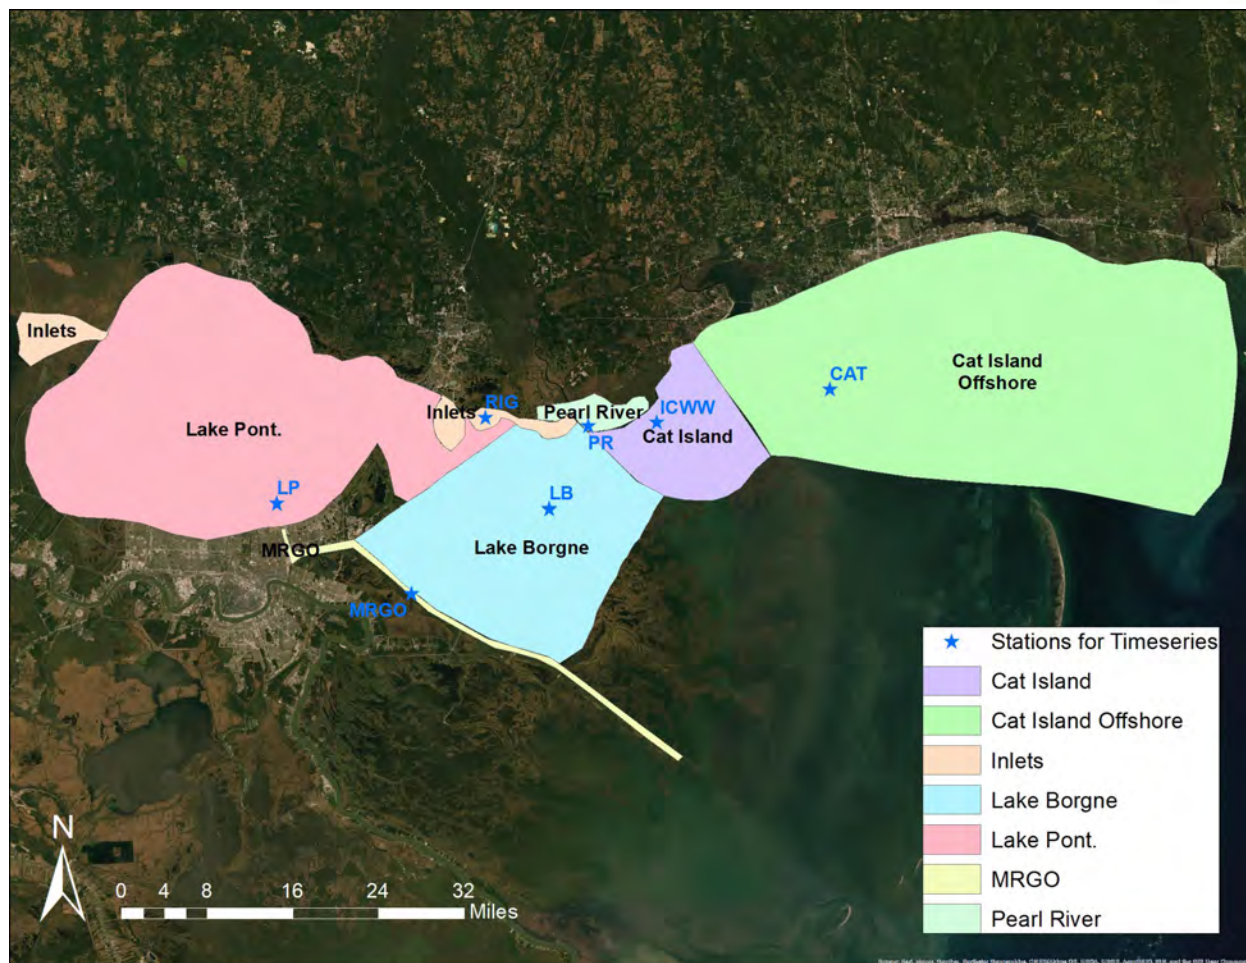 Inlets
Lake Pont.
LP
MRGO
MRGO
Inlets
RIG
Pearl River
PR
ICWW
Cat Island
LB
Lake Borgne
CAT
Cat Island
Offshore
Stations for Timeseries
Cat Island
Cat Island Offshore
Inlets
Lake Borgne
Lake Pont.
MRGO
Pearl River
N
0 4 8 16 24 32
Miles